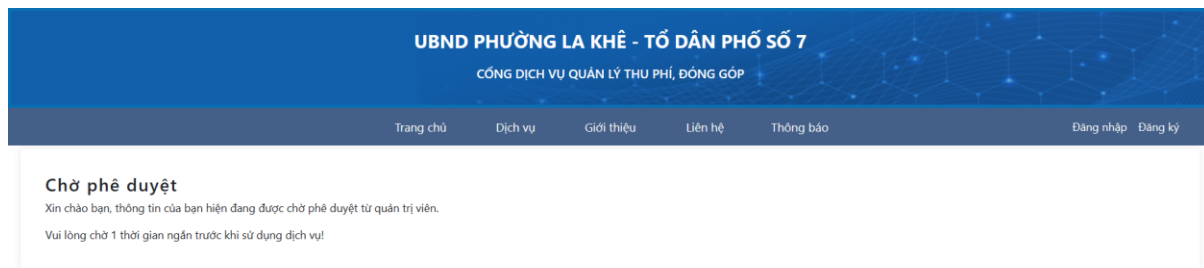 UBND PHƯỜNG LA KHÊ - TỔ DÂN PHỐ SỐ 7
CỔNG DỊCH VỤ QUẢN LÝ THU PHÍ, ĐÓNG GÓP
Trang chủ Dịch vụ Giới thiệu Liên hệ Thông báo Đăng nhập Đăng ký
Chờ phê duyệt
Xin chào bạn, thông tin của bạn hiện đang được chờ phê duyệt từ quản trị viên.
Vui lòng chờ 1 thời gian ngắn trước khi sử dụng dịch vụ!